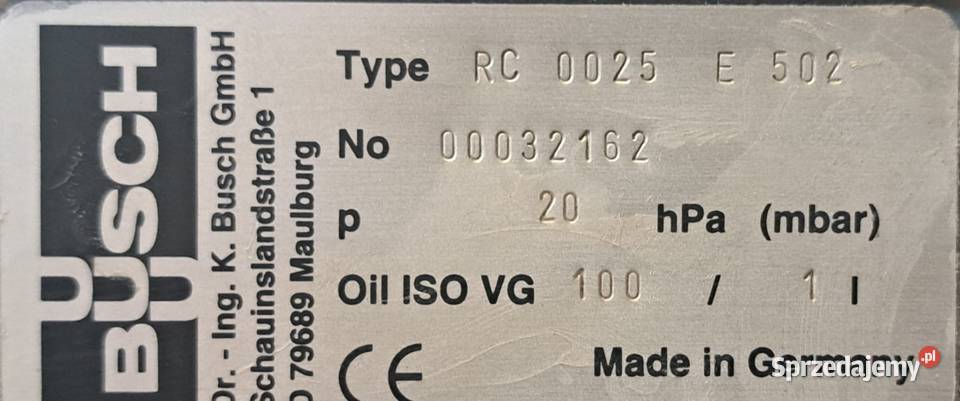 BUSCH
Dr. - Ing. K. Busch GmbH
Schauinslandstraße 1
D 79689 Maulburg
Type RC 0025 E 502
No 00032162
p 20 hPa (mbar)
Oil ISO VG 100 / 1 l
CE
Made in Germany
Sprzedajemy.pl